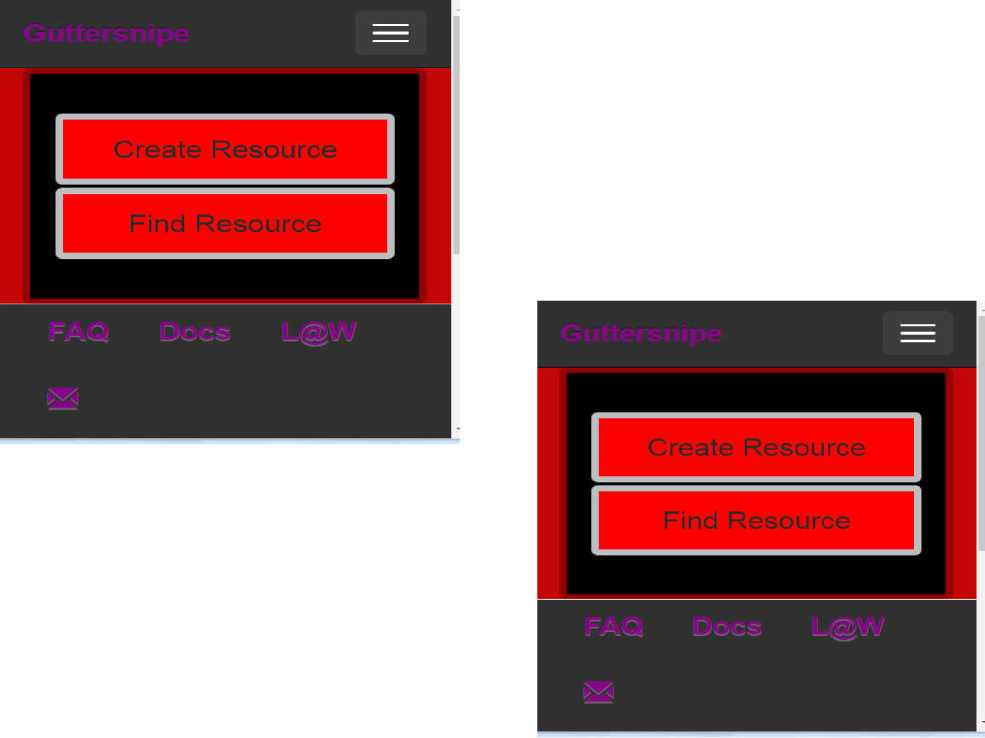 Guttersnipe
Create Resource
Find Resource
FAQ Docs L@W
Guttersnipe
Create Resource
Find Resource
FAQ Docs L@W